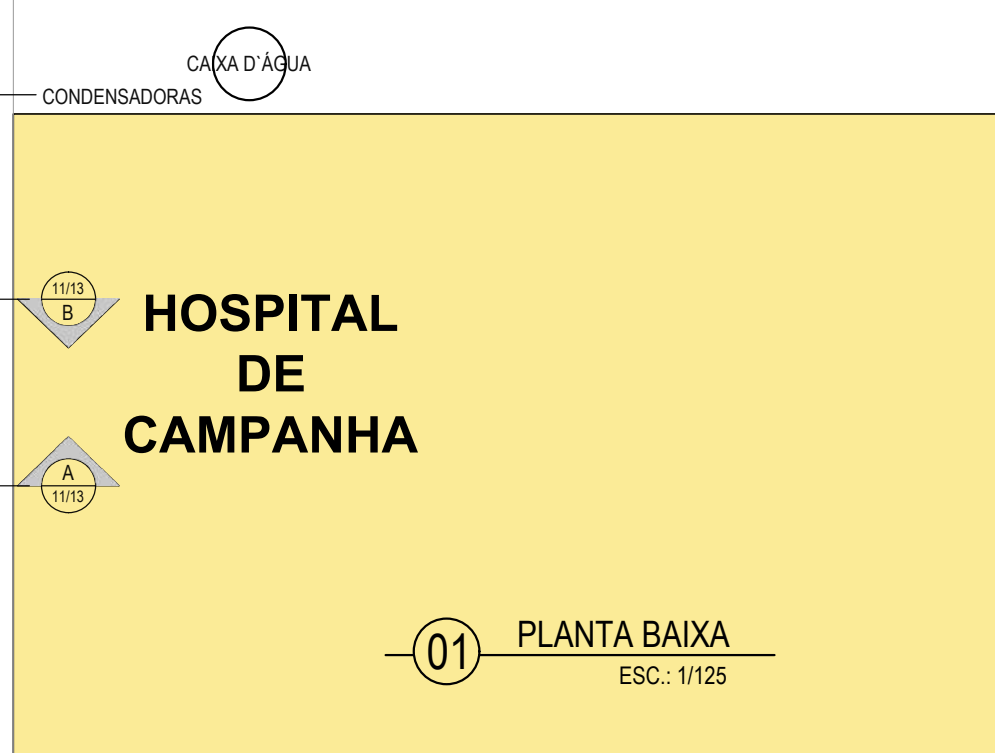 CAIXA D`ÁGUA
CONDENSADORAS
11/13
B
HOSPITAL
DE
CAMPANHA
A
11/13
01
PLANTA BAIXA
ESC.: 1/125